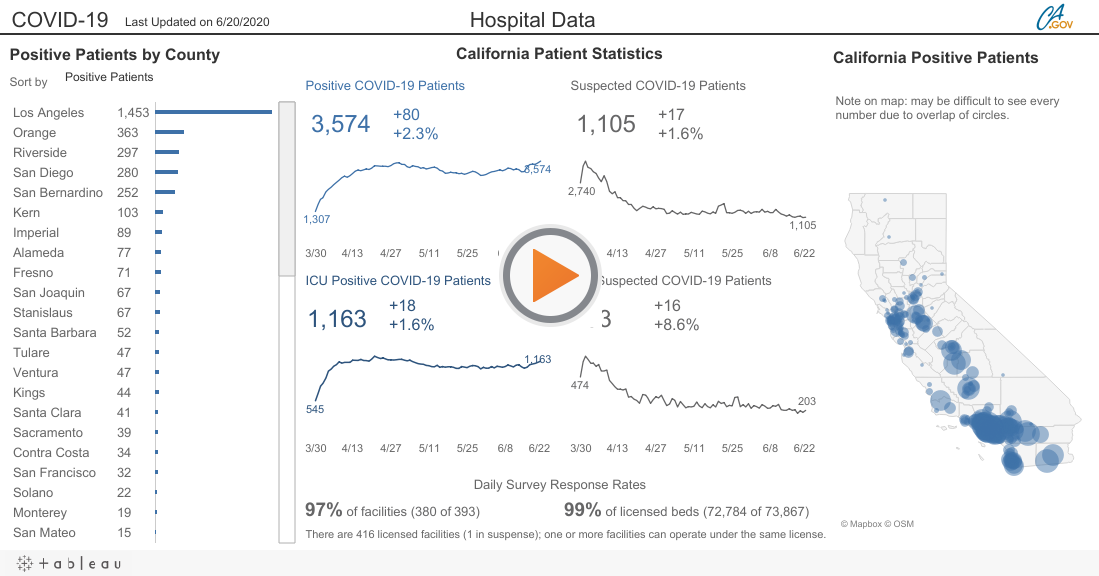 COVID-19 Last Updated on 6/20/2020
Hospital Data
CA.GOV
Positive Patients by County
Sort by Positive Patients
Los Angeles 1,453
Orange 363
Riverside 297
San Diego 280
San Bernardino 252
Kern 103
Imperial 89
Alameda 77
Fresno 71
San Joaquin 67
Stanislaus 67
Santa Barbara 52
Tulare 47
Ventura 47
Kings 44
Santa Clara 41
Sacramento 39
Contra Costa 34
San Francisco 32
Solano 22
Monterey 19
San Mateo 15
California Patient Statistics
Positive COVID-19 Patients
3,574
+80
+2.3%
3,574
1,307
3/30 4/13 4/27 5/11 5/25
Suspected COVID-19 Patients
1,105
+17
+1.6%
2,740
1,105
4/13 4/27 5/11 5/25 6/8 6/22
ICU Positive COVID-19 Patients
1,163
+18
+1.6%
1,163
545
3/30 4/13 4/27 5/11 5/25 6/8 6/22
Suspected COVID-19 Patients
3
+16
+8.6%
474
203
3/30 4/13 4/27 5/11 5/25 6/8 6/22
Daily Survey Response Rates
97% of facilities (380 of 393)
99% of licensed beds (72,784 of 73,867)
There are 416 licensed facilities (1 in suspense); one or more facilities can operate under the same license.
California Positive Patients
Note on map: may be difficult to see every
number due to overlap of circles.
© Mapbox © OSM
+ableau